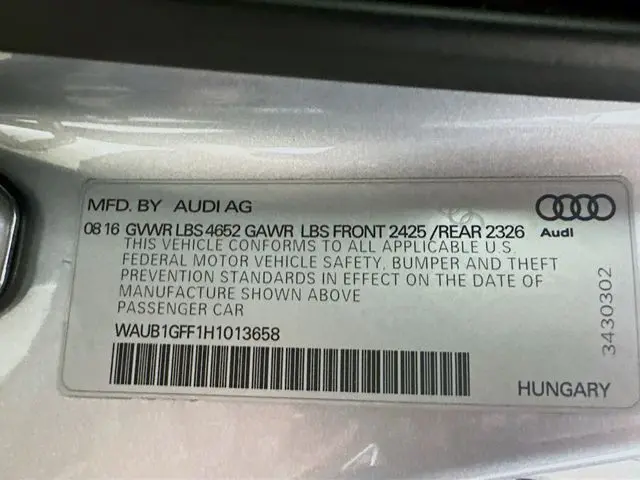 MFD. BY AUDI AG
08 16 GVWR LBS 4652 GAWR LBS FRONT 2425 /REAR 2326
Audi
THIS VEHICLE CONFORMS TO ALL APPLICABLE U.S.
FEDERAL MOTOR VEHICLE SAFETY, BUMPER AND THEFT
PREVENTION STANDARDS IN EFFECT ON THE DATE OF
MANUFACTURE SHOWN ABOVE
PASSENGER CAR
3430302
WAUB1GFF1H1013658
HUNGARY